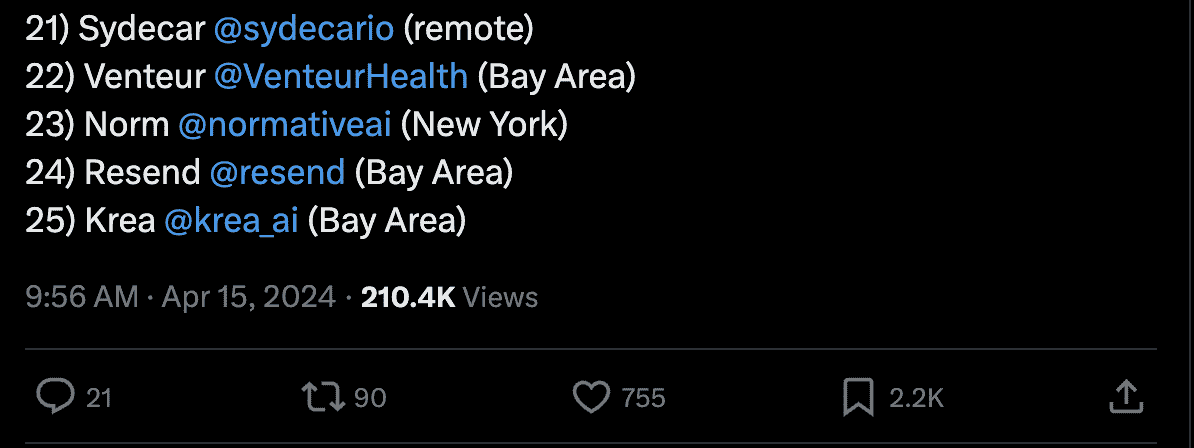 21) Sydecar @sydecario (remote)
22) Venteur @VenteurHealth (Bay Area)
23) Norm @normativeai (New York)
24) Resend @resend (Bay Area)
25) Krea @krea_ai (Bay Area)
9:56 AM · Apr 15, 2024 · 210.4K Views
21 90 755 2.2K